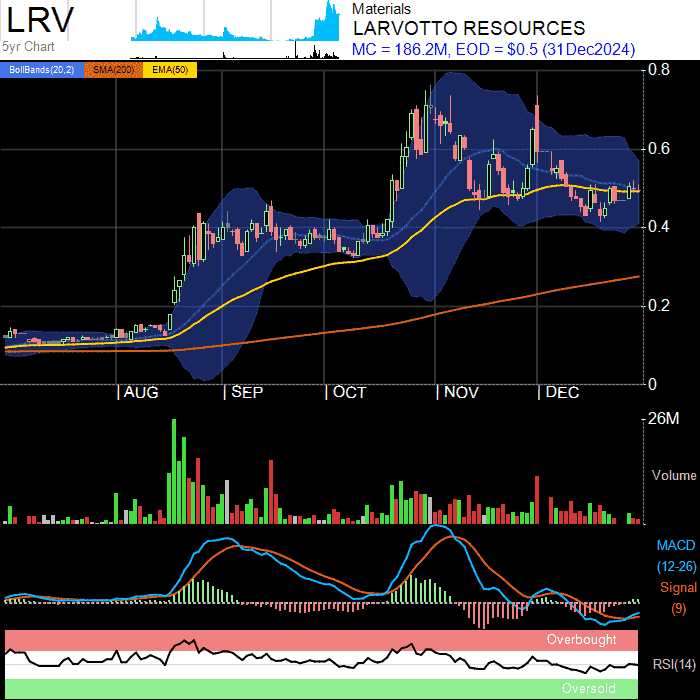 LRV
5yr Chart
Materials
LARVOTTO RESOURCES
MC = 186.2M, EOD = $0.5 (31Dec2024)
BollBands(20,2) SMA(200) EMA(50)
0.8
0.6
0.4
0.2
0
AUG SEP OCT NOV DEC
26M
Volume
MACD
(12-26)
Signal
(9)
Overbought
RSI(14)
Oversold